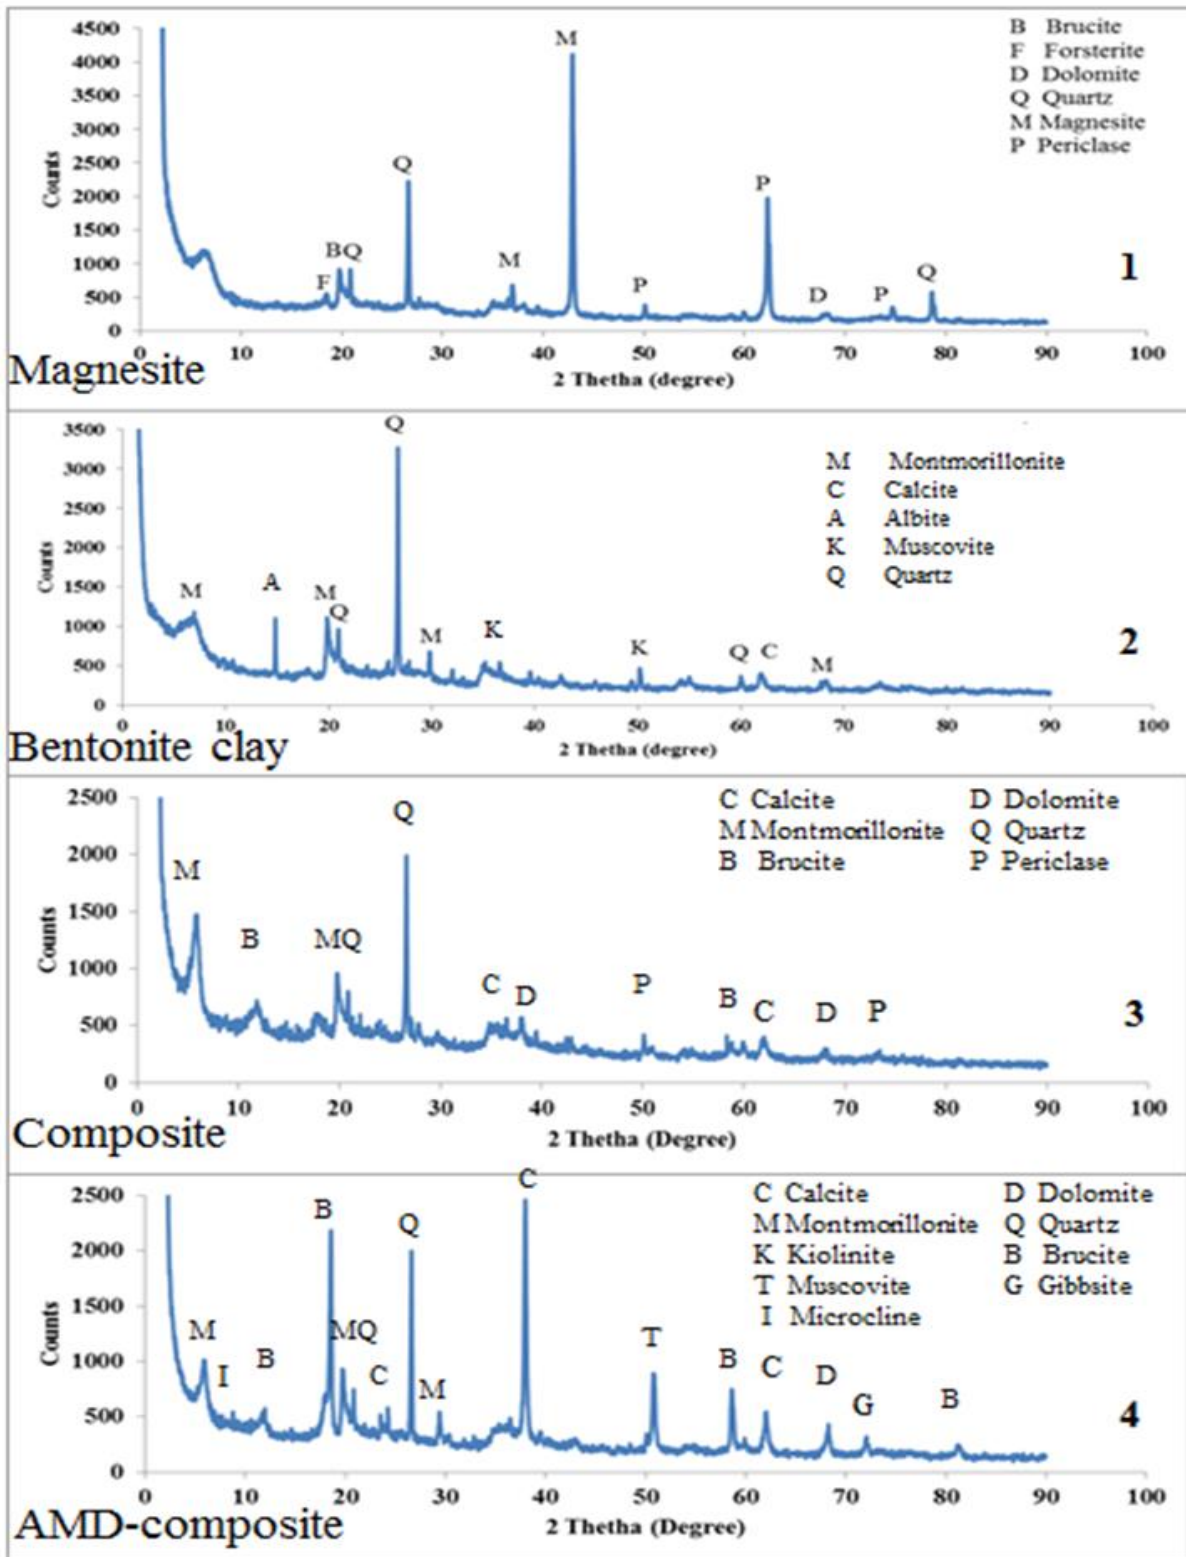 B Brucite
F Forsterite
D Dolomite
Q Quartz
M Magnesite
P Periclase
4500
4000
3500
3000
2500
2000
1500
1000
500
0
Counts
F
B Q
Q
M
M
P
P
D
P
Q
1
0 10 20 30 40 50 60 70 80 90 100
2 Thetha (degree)
Magnesite
M Montmorillonite
C Calcite
A Albite
K Muscovite
Q Quartz
3500
3000
2500
2000
1500
1000
500
0
Counts
M
A
M
Q
Q
M
K
K
Q
C
M
2
0 10 20 30 40 50 60 70 80 90 100
2 Thetha (degree)
Bentonite clay
C Calcite D Dolomite
M Montmorillonite Q Quartz
B Brucite P Periclase
2500
2000
1500
1000
500
0
Counts
M
B
MQ
Q
C
D
P
B
C
D
P
3
0 10 20 30 40 50 60 70 80 90 100
2 Thetha (Degree)
Composite
C Calcite D Dolomite
M Montmorillonite Q Quartz
K Kiolinite B Brucite
T Muscovite G Gibbsite
I Microcline
2500
2000
1500
1000
500
0
Counts
M
I
B
B
MQ
C
Q
M
C
T
B
C
D
G
B
4
0 10 20 30 40 50 60 70 80 90 100
2 Thetha (Degree)
AMD-composite